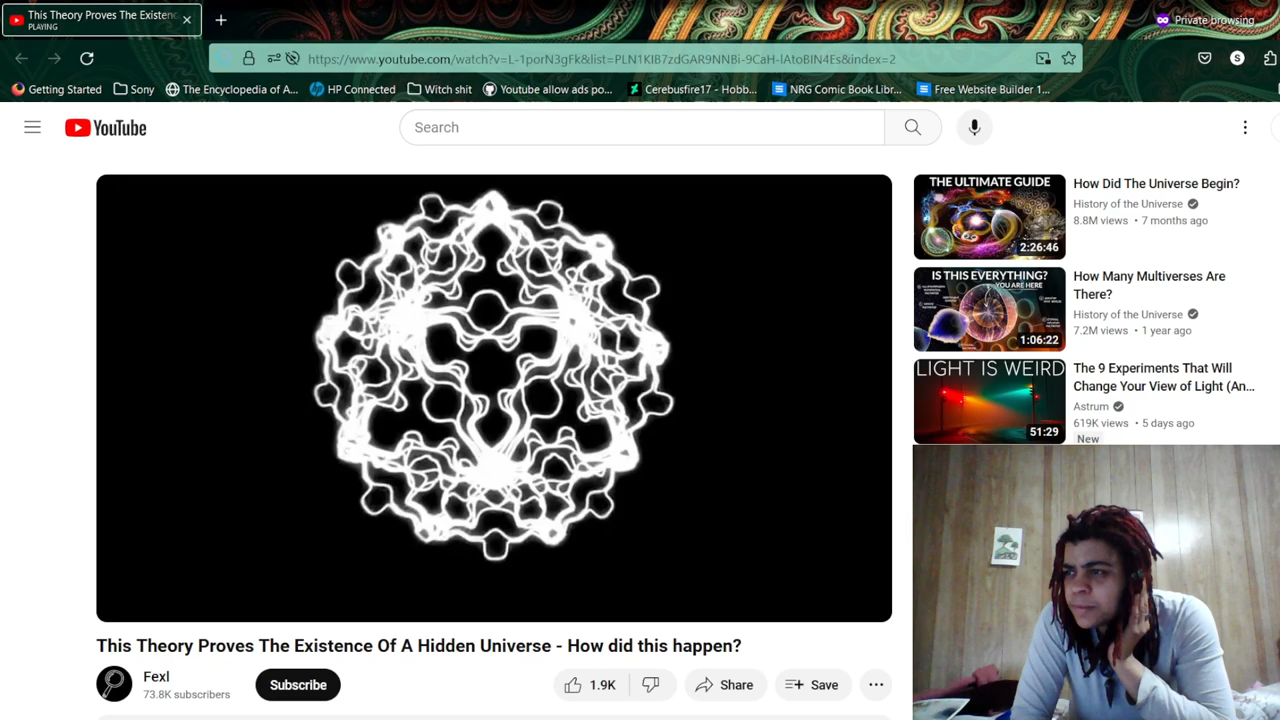 This Theory Proves The Existenc
PLAYING
Private browsing
https://www.youtube.com/watch?v=L-1porN3gFk&list=PLN1KIB7zdGAR9NNBi-9CaH-lAtoBIN4Es&index=2
Getting Started
Sony
The Encyclopedia of A...
HP Connected
Witch shit
Youtube allow ads po...
Cerebusfire17 - Hobb...
NRG Comic Book Libr...
Free Website Builder 1...
YouTube
Search
THE ULTIMATE GUIDE
2:26:46
How Did The Universe Begin?
History of the Universe
8.8M views • 7 months ago
IS THIS EVERYTHING?
YOU ARE HERE
1:06:22
How Many Multiverses Are
There?
History of the Universe
7.2M views • 1 year ago
LIGHT IS WEIRD
51:29
The 9 Experiments That Will
Change Your View of Light (An...
Astrum
619K views • 5 days ago
New
This Theory Proves The Existence Of A Hidden Universe - How did this happen?
Fexl
73.8K subscribers
Subscribe
1.9K
Share
Save